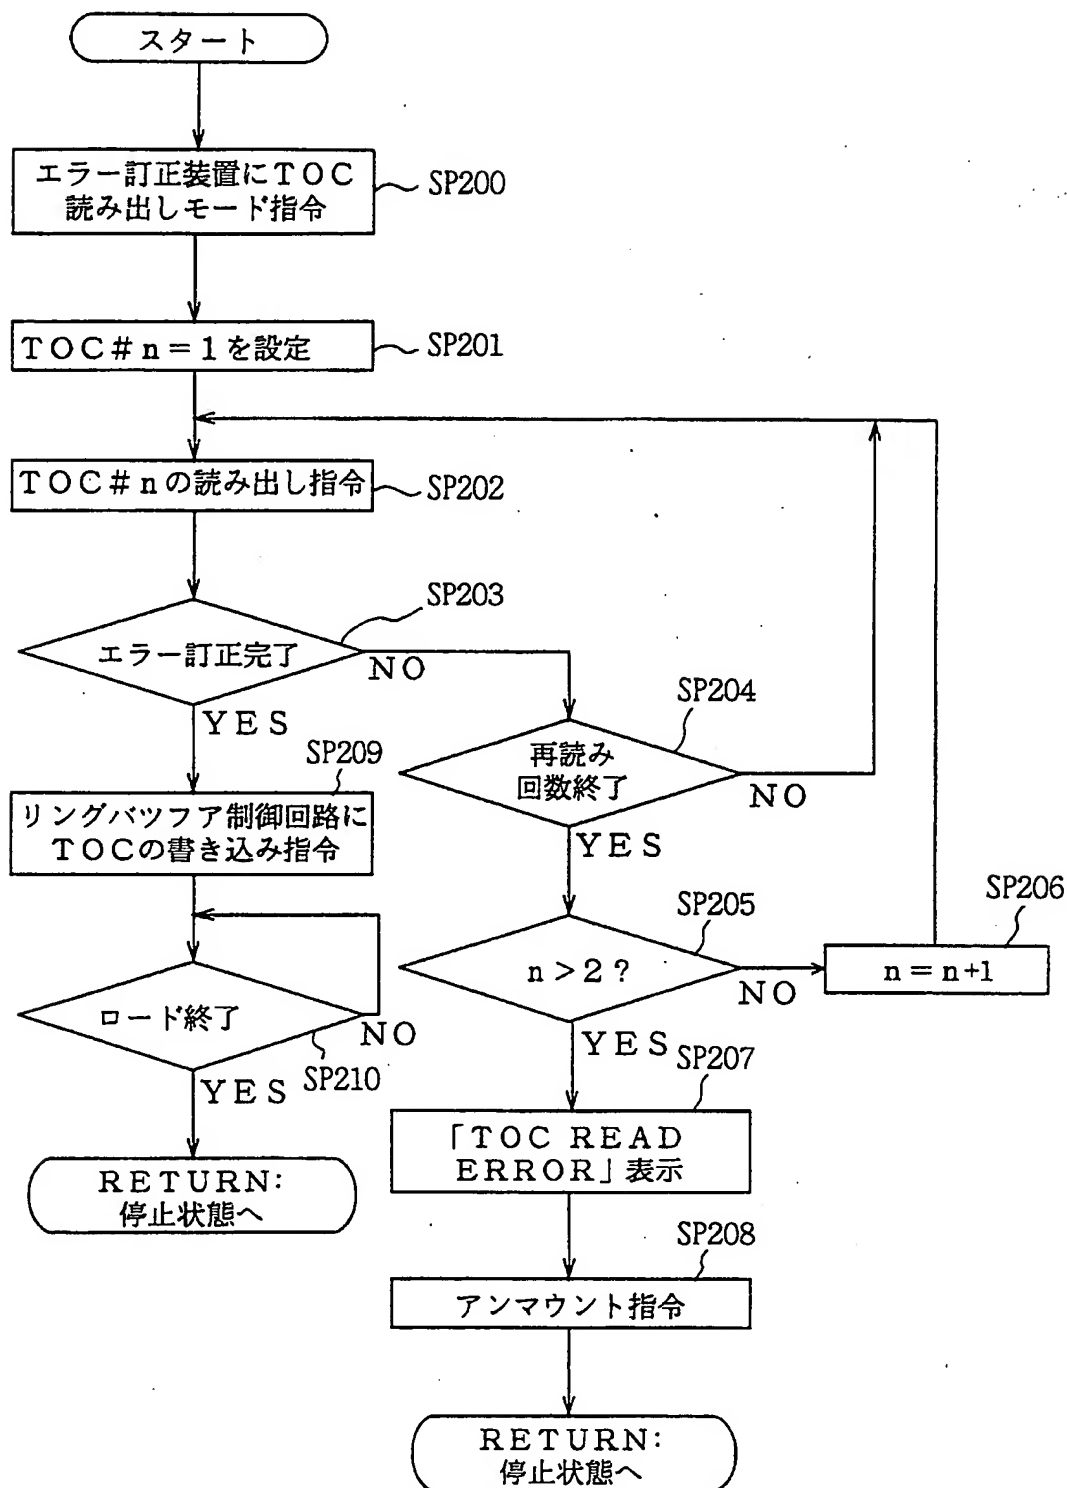 スタート
エラー訂正装置にTOC
読み出しモード指令
SP200
TOC#n=1を設定
SP201
TOC#nの読み出し指令
SP202
SP203
エラー訂正完了
NO
YES
SP204
再読み
回数終了
NO
YES
SP209
リングバツフア制御回路に
TOCの書き込み指令
SP205
n>2?
NO
YES
SP206
n=n+1
ロード終了
NO
YES
SP210
SP207
「TOC READ
ERROR」表示
RETURN:
停止状態へ
SP208
アンマウント指令
RETURN:
停止状態へ